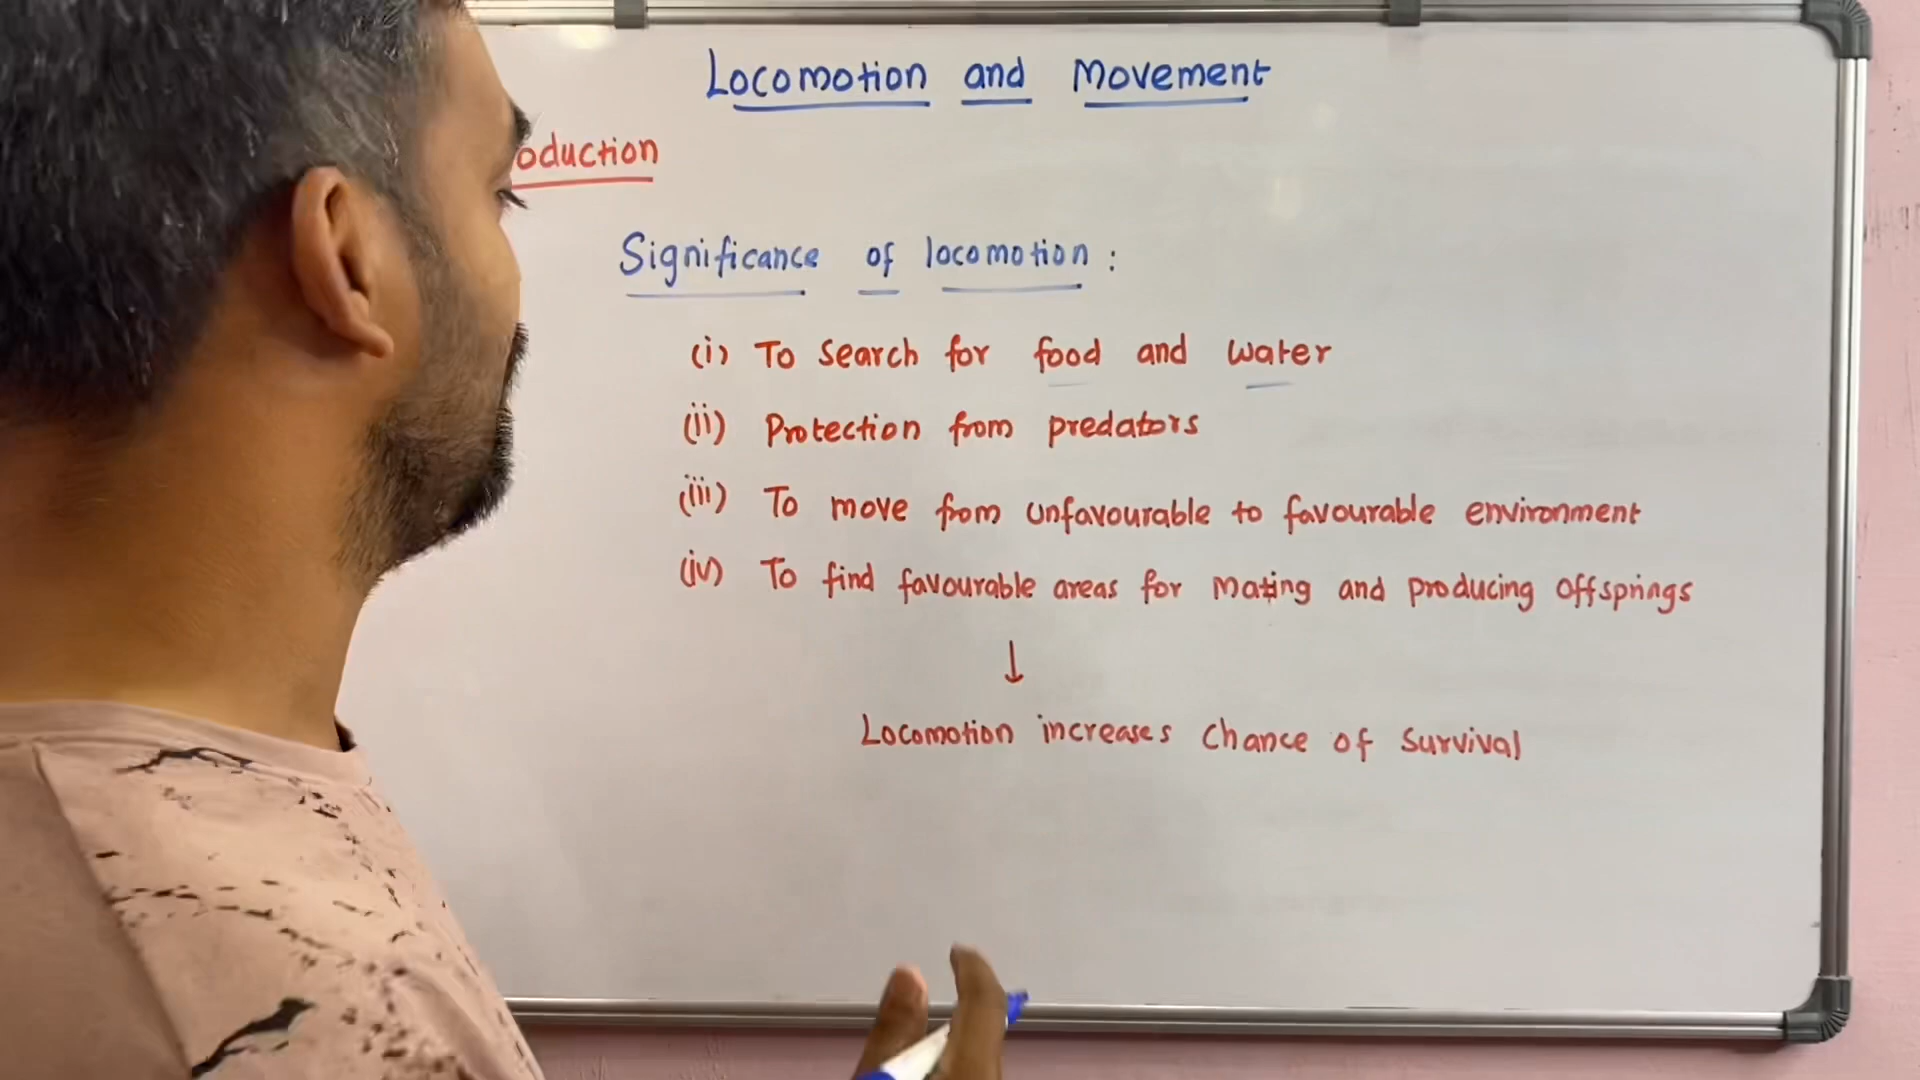 Locomotion and Movement
oduction
Significance of locomotion :
(i) To search for food and water
(ii) Protection from predators
(iii) To move from unfavourable to favourable environment
(iv) To find favourable areas for mating and producing offsprings
↓
Locomotion increases chance of survival